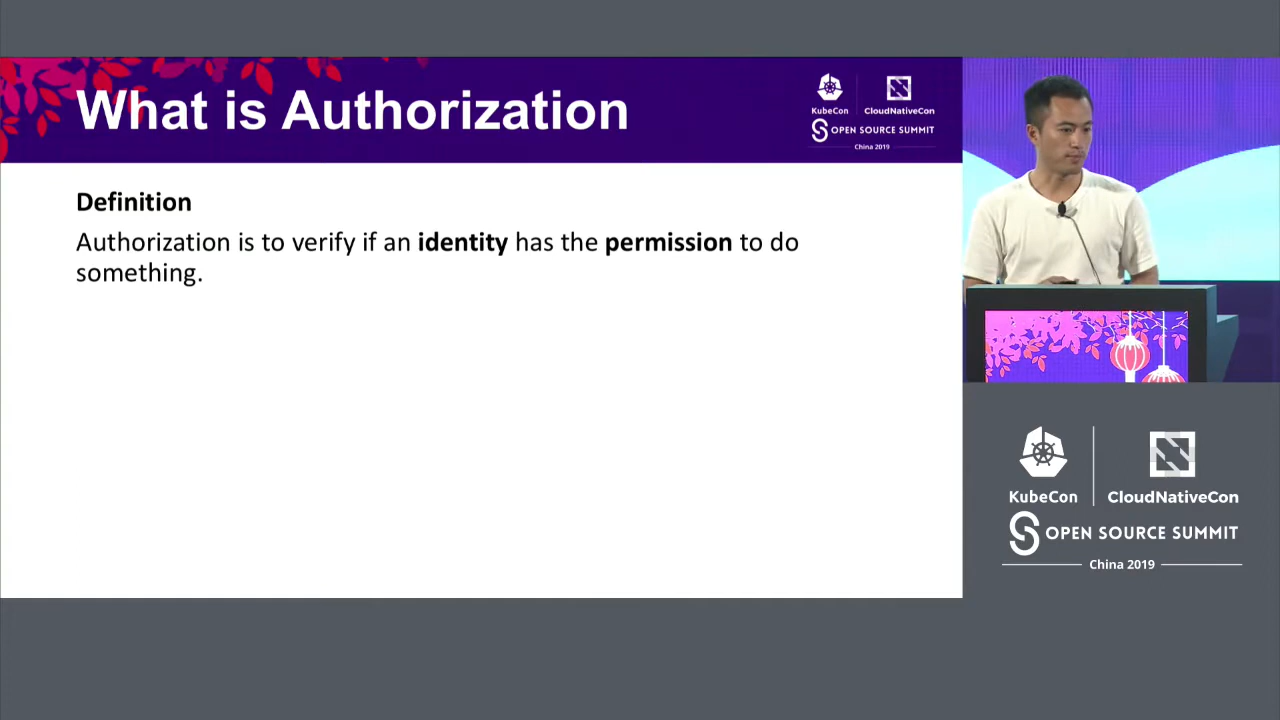 What is Authorization
KubeCon
CloudNativeCon
OPEN SOURCE SUMMIT
China 2019
Definition
Authorization is to verify if an identity has the permission to do
something.
KubeCon
CloudNativeCon
OPEN SOURCE SUMMIT
China 2019